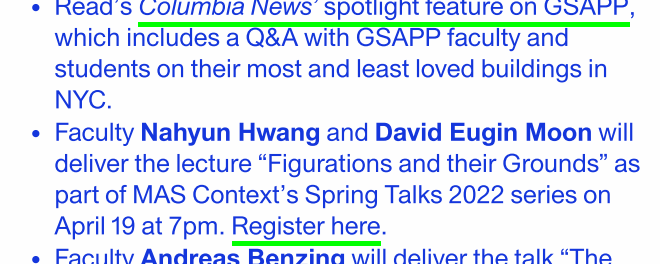 • Read’s Columbia News’ spotlight feature on GSAPP,
which includes a Q&A with GSAPP faculty and
students on their most and least loved buildings in
NYC.
• Faculty Nahyun Hwang and David Eugin Moon will
deliver the lecture “Figurations and their Grounds” as
part of MAS Context’s Spring Talks 2022 series on
April 19 at 7pm. Register here.
• Faculty Andreas Benzing will deliver the talk “The